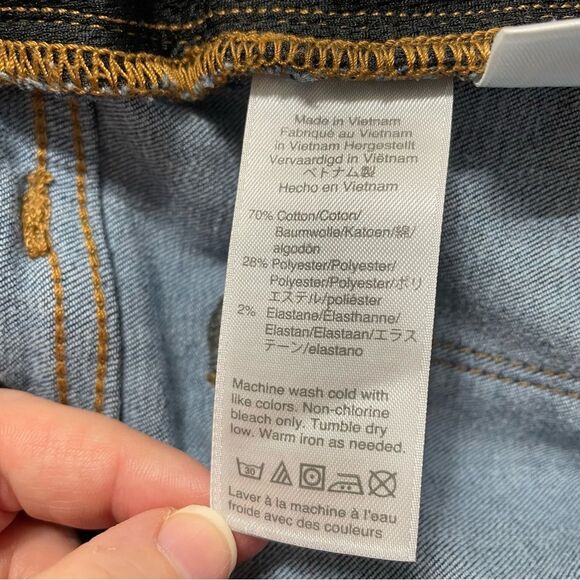 Made in Vietnam
Fabriqué au Vietnam
in Vietnam Hergestellt
Vervaardigd in Viëtnam
ベトナム製
Hecho en Vietnam
70% Cotton/Coton/
Baumwolle/Katoen/綿/
algodón
28% Polyester/Polyester/
Polyester/Polyester/ポリ
エステル/poliéster
2% Elastane/Élasthanne/
Elastan/Elastaan/エラス
テーン/elastano
Machine wash cold with
like colors. Non-chlorine
bleach only. Tumble dry
low. Warm iron as needed.
30
Laver à la machine à l'eau
froide avec des couleurs